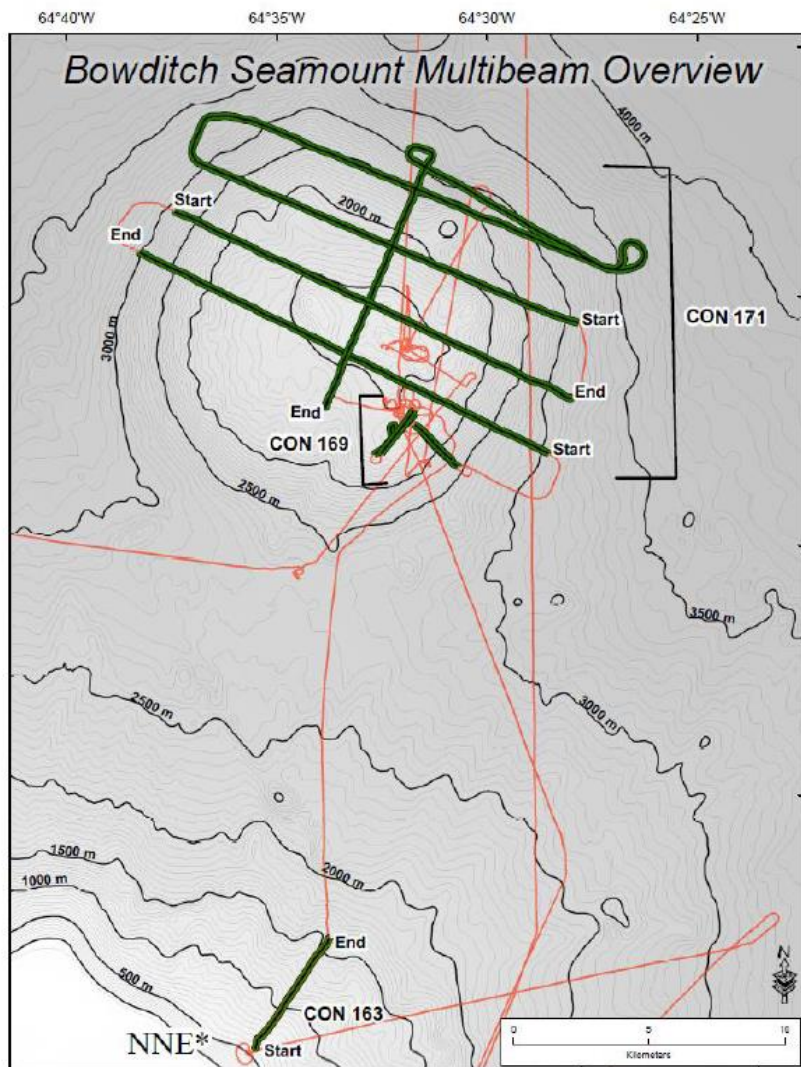 64°40'W 64°35'W 64°30'W 64°25'W
Bowditch Seamount Multibeam Overview
4000 m
2000 m
Start
End
3000 m
Start
CON 171
End
End
CON 169
Start
2500 m
3500 m
2500 m
3000 m
1500 m
2000 m
1000 m
End
500 m
CON 163
NNE*
Start
N
0 5 10
Kilometers